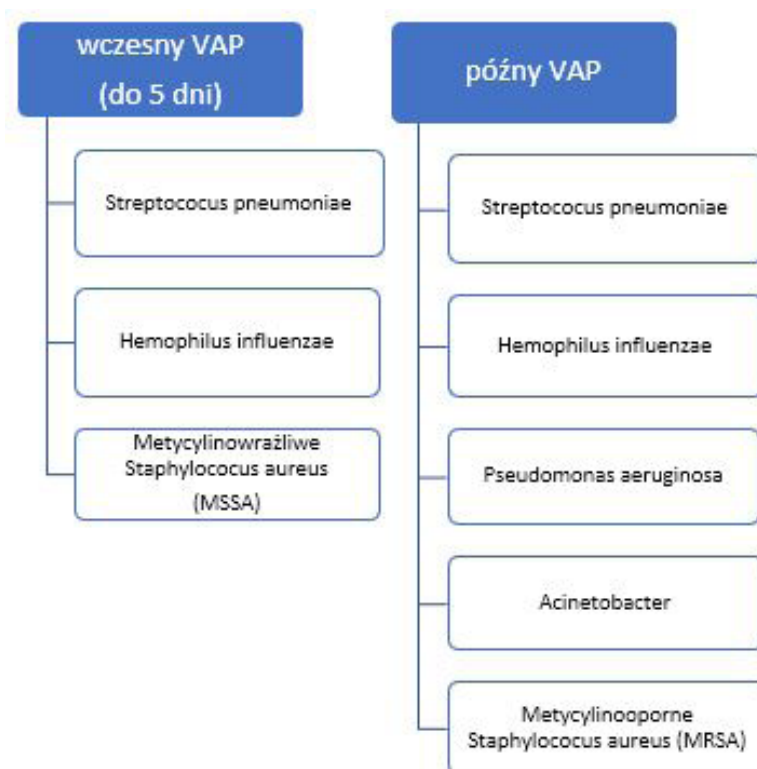 wczesny VAP
(do 5 dni)
Streptococus pneumoniae
Hemophilus influenzae
Metycylinowrażliwe
Staphylococus aureus
(MSSA)
późny VAP
Streptococus pneumoniae
Hemophilus influenzae
Pseudomonas aeruginosa
Acinetobacter
Metycylinooporne
Staphylococus aureus (MRSA)